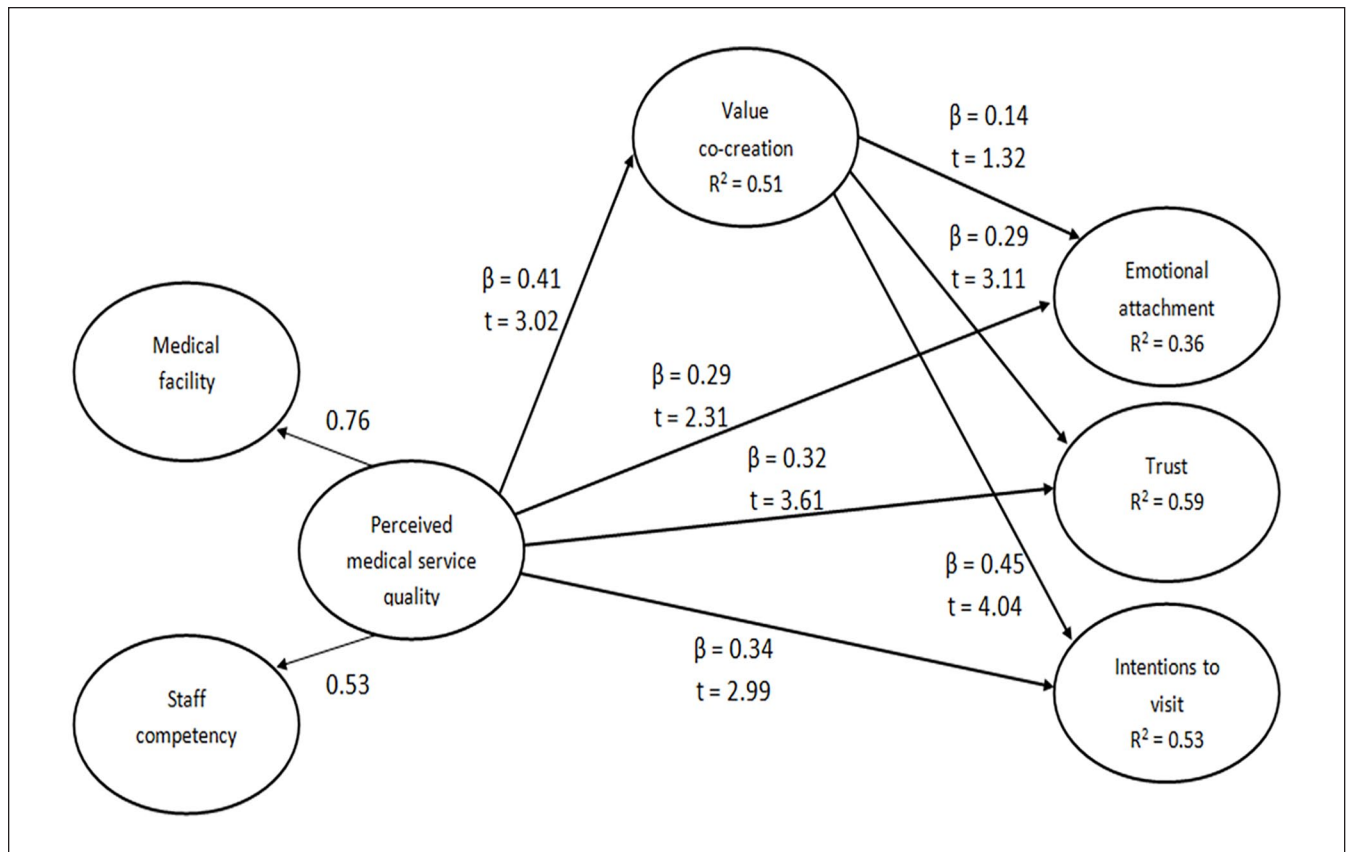 Value
co-creation
R² = 0.51
β = 0.14
t = 1.32
β = 0.29
t = 3.11
Emotional
attachment
R² = 0.36
β = 0.41
t = 3.02
Medical
facility
β = 0.29
t = 2.31
0.76
β = 0.32
t = 3.61
Trust
R² = 0.59
Perceived
medical service
quality
β = 0.45
t = 4.04
β = 0.34
t = 2.99
0.53
Staff
competency
Intentions to
visit
R² = 0.53